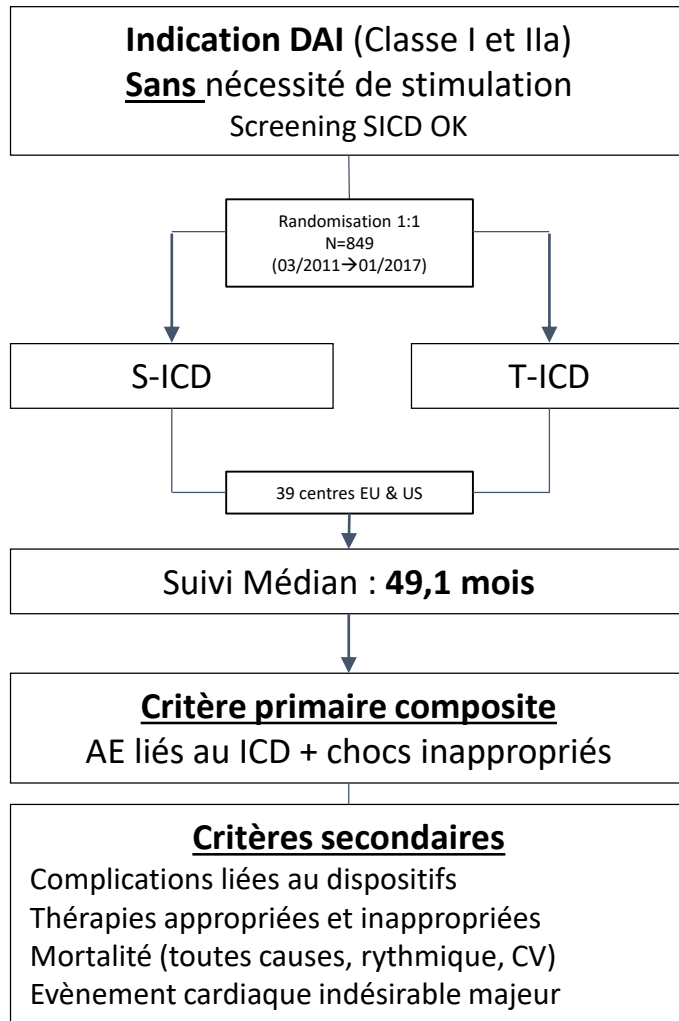 Indication DAI (Classe I et IIa)
Sans nécessité de stimulation
Screening SICD OK
Randomisation 1:1
N=849
(03/2011→01/2017)
S-ICD
T-ICD
39 centres EU & US
Suivi Médian : 49,1 mois
Critère primaire composite
AE liés au ICD + chocs inappropriés
Critères secondaires
Complications liées au dispositifs
Thérapies appropriées et inappropriées
Mortalité (toutes causes, rythmique, CV)
Evènement cardiaque indésirable majeur